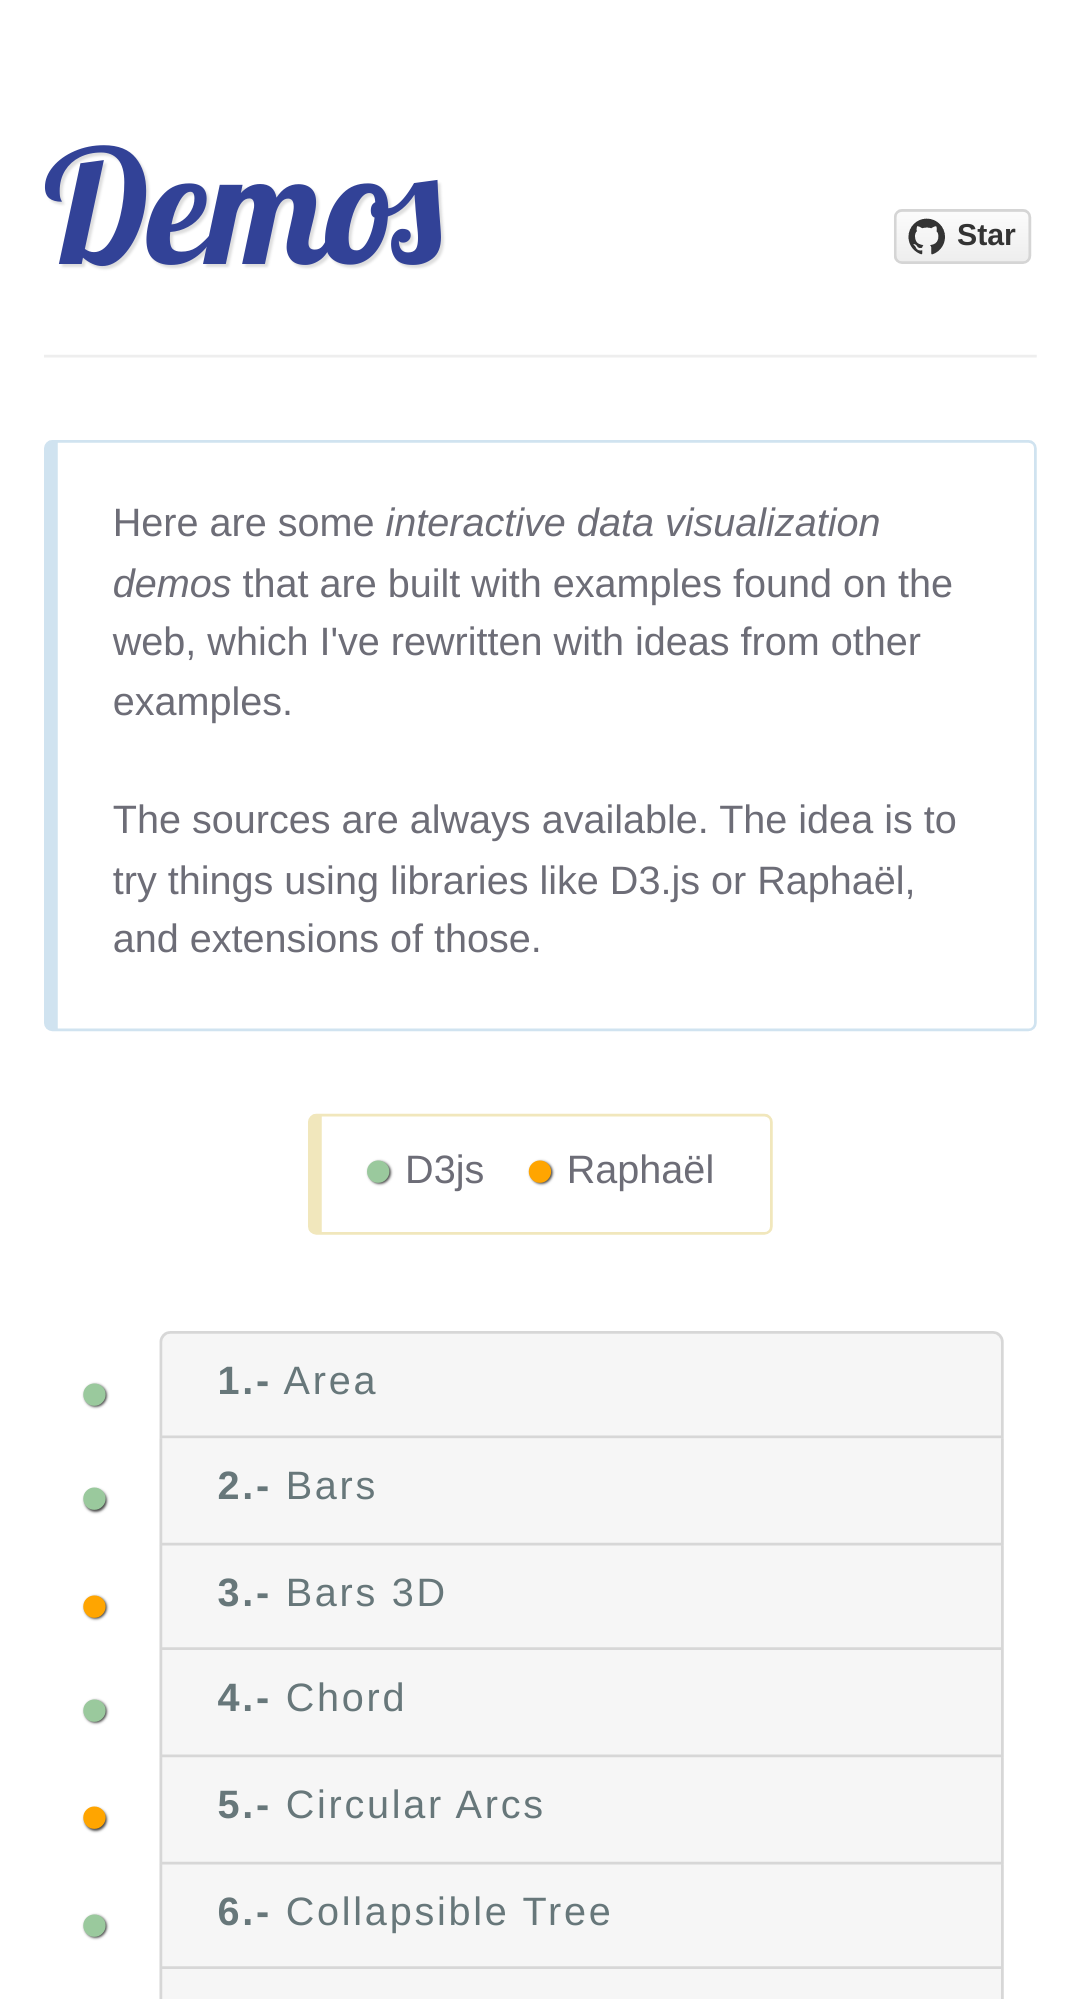 Demos
Star
Here are some interactive data visualization
demos that are built with examples found on the
web, which I've rewritten with ideas from other
examples.
The sources are always available. The idea is to
try things using libraries like D3.js or Raphaël,
and extensions of those.
D3js Raphaël
1.- Area
2.- Bars
3.- Bars 3D
4.- Chord
5.- Circular Arcs
6.- Collapsible Tree